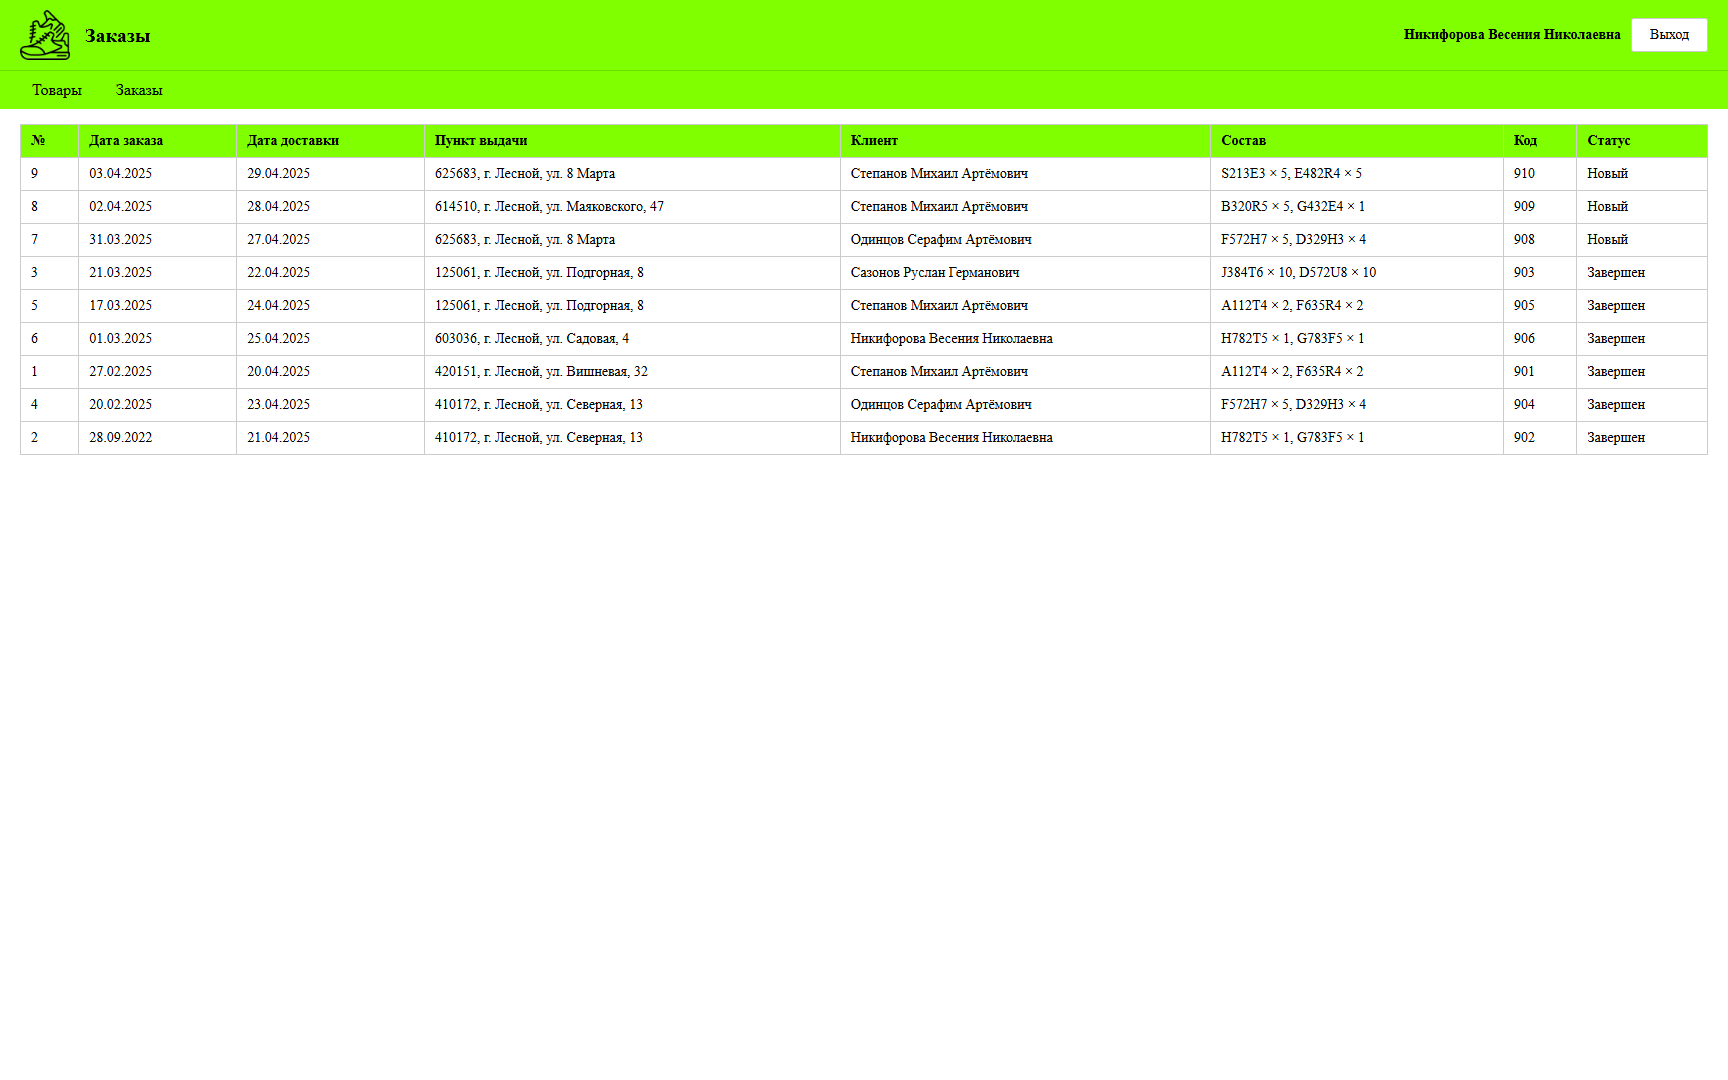 Заказы
Никифорова Весения Николаевна Выход
Товары Заказы
№ Дата заказа Дата доставки Пункт выдачи Клиент Состав Код Статус
9 03.04.2025 29.04.2025 625683, г. Лесной, ул. 8 Марта Степанов Михаил Артёмович S213E3 × 5, E482R4 × 5 910 Новый
8 02.04.2025 28.04.2025 614510, г. Лесной, ул. Маяковского, 47 Степанов Михаил Артёмович B320R5 × 5, G432E4 × 1 909 Новый
7 31.03.2025 27.04.2025 625683, г. Лесной, ул. 8 Марта Одинцов Серафим Артёмович F572H7 × 5, D329H3 × 4 908 Новый
3 21.03.2025 22.04.2025 125061, г. Лесной, ул. Подгорная, 8 Сазонов Руслан Германович J384T6 × 10, D572U8 × 10 903 Завершен
5 17.03.2025 24.04.2025 125061, г. Лесной, ул. Подгорная, 8 Степанов Михаил Артёмович A112T4 × 2, F635R4 × 2 905 Завершен
6 01.03.2025 25.04.2025 603036, г. Лесной, ул. Садовая, 4 Никифорова Весения Николаевна H782T5 × 1, G783F5 × 1 906 Завершен
1 27.02.2025 20.04.2025 420151, г. Лесной, ул. Вишневая, 32 Степанов Михаил Артёмович A112T4 × 2, F635R4 × 2 901 Завершен
4 20.02.2025 23.04.2025 410172, г. Лесной, ул. Северная, 13 Одинцов Серафим Артёмович F572H7 × 5, D329H3 × 4 904 Завершен
2 28.09.2022 21.04.2025 410172, г. Лесной, ул. Северная, 13 Никифорова Весения Николаевна H782T5 × 1, G783F5 × 1 902 Завершен